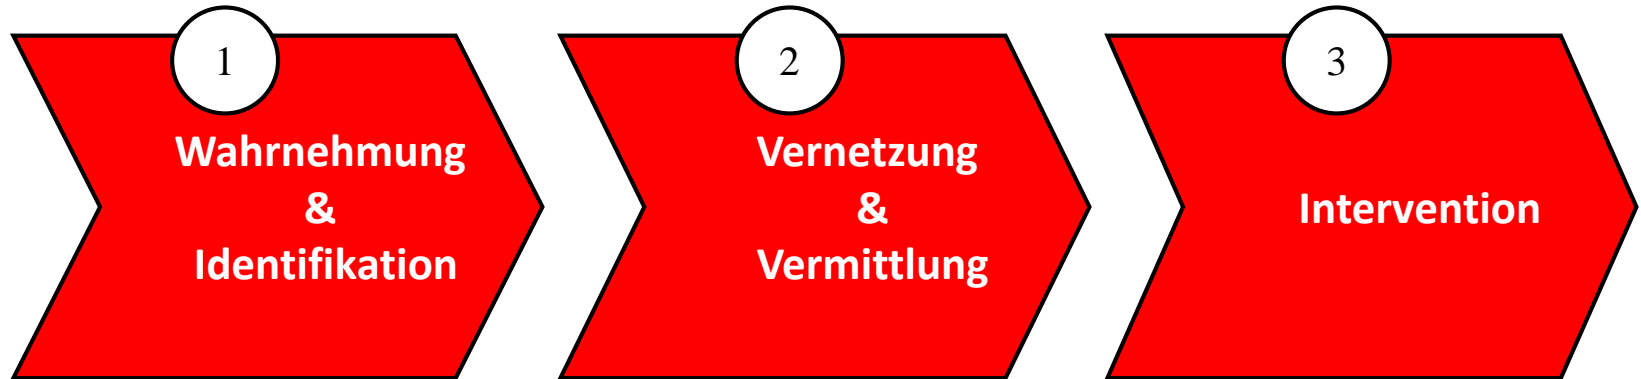 1
Wahrnehmung
&
Identifikation
2
Vernetzung
&
Vermittlung
3
Intervention